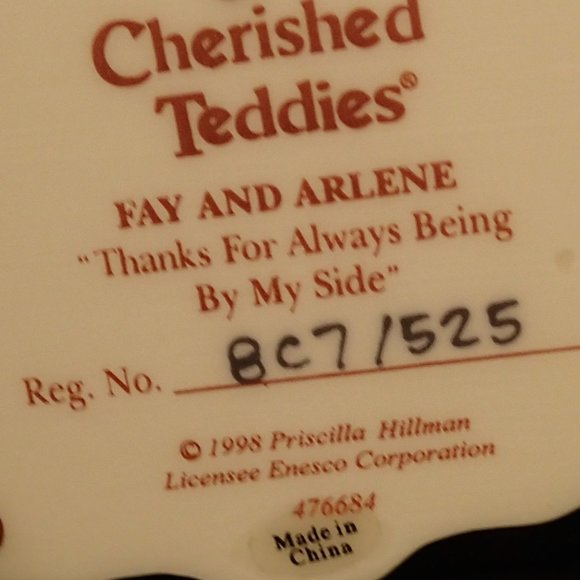 Cherished
Teddies®
FAY AND ARLENE
"Thanks For Always Being
By My Side"
Reg. No. 8C7/525
© 1998 Priscilla Hillman
Licensee Enesco Corporation
476684
Made in
China